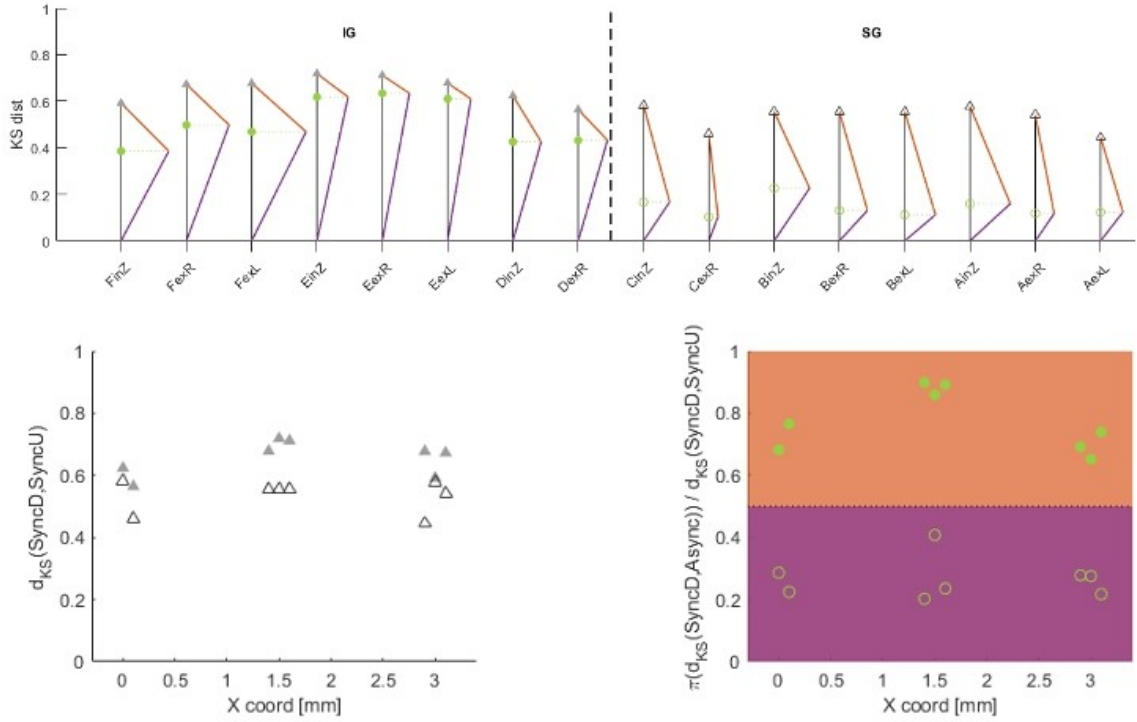 IG
SG
KS dist
1
0.8
0.6
0.4
0.2
0
FinZ FexR FexL EinZ EexR EexL DinZ DexR CinZ CexR BinZ BexR BexL AinZ AexR AexL
d_KS(SyncD,SyncU)
1
0.8
0.6
0.4
0.2
0
0 0.5 1 1.5 2 2.5 3
X coord [mm]
π(d_KS(SyncD,Async)) / d_KS(SyncD,SyncU)
1
0.8
0.6
0.4
0.2
0
0 0.5 1 1.5 2 2.5 3
X coord [mm]